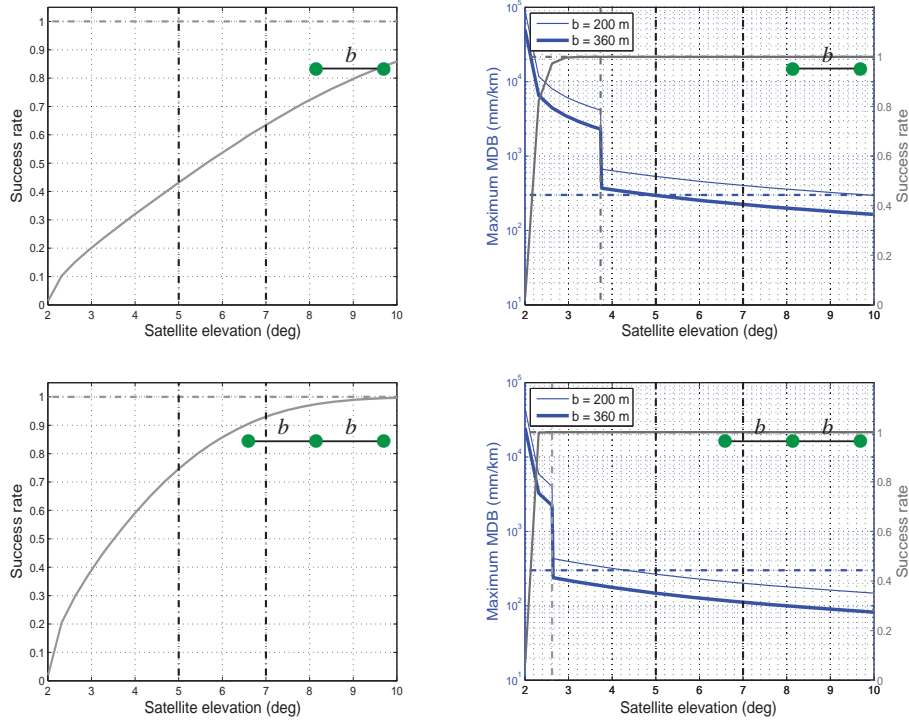 1
0.9
0.8
0.7
0.6
0.5
0.4
0.3
0.2
0.1
0
Success rate
b
2 3 4 5 6 7 8 9 10
Satellite elevation (deg)
10^5
10^4
10^3
10^2
10^1
Maximum MDB (mm/km)
b = 200 m
b = 360 m
b
1
0.8
0.6
0.4
0.2
0
Success rate
2 3 4 5 6 7 8 9 10
Satellite elevation (deg)
1
0.9
0.8
0.7
0.6
0.5
0.4
0.3
0.2
0.1
0
Success rate
b b
2 3 4 5 6 7 8 9 10
Satellite elevation (deg)
10^5
10^4
10^3
10^2
10^1
Maximum MDB (mm/km)
b = 200 m
b = 360 m
b b
1
0.8
0.6
0.4
0.2
0
Success rate
2 3 4 5 6 7 8 9 10
Satellite elevation (deg)